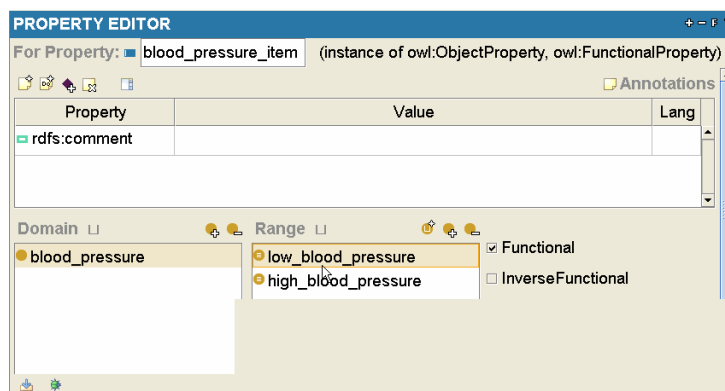 PROPERTY EDITOR
For Property: blood_pressure_item (instance of owl:ObjectProperty, owl:FunctionalProperty)
Annotations
Property Value Lang
rdfs:comment
Domain ⊔ Range ⊔
blood_pressure low_blood_pressure Functional
high_blood_pressure InverseFunctional